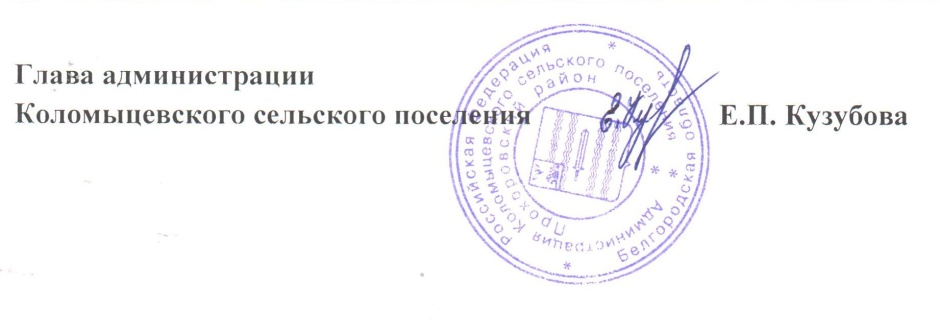 Глава администрации
Коломыцевского сельского поселения Е.П. Кузубова
Российская Федерация * Белгородская область *
Администрация Коломыцевского сельского поселения *
Прохоровский район